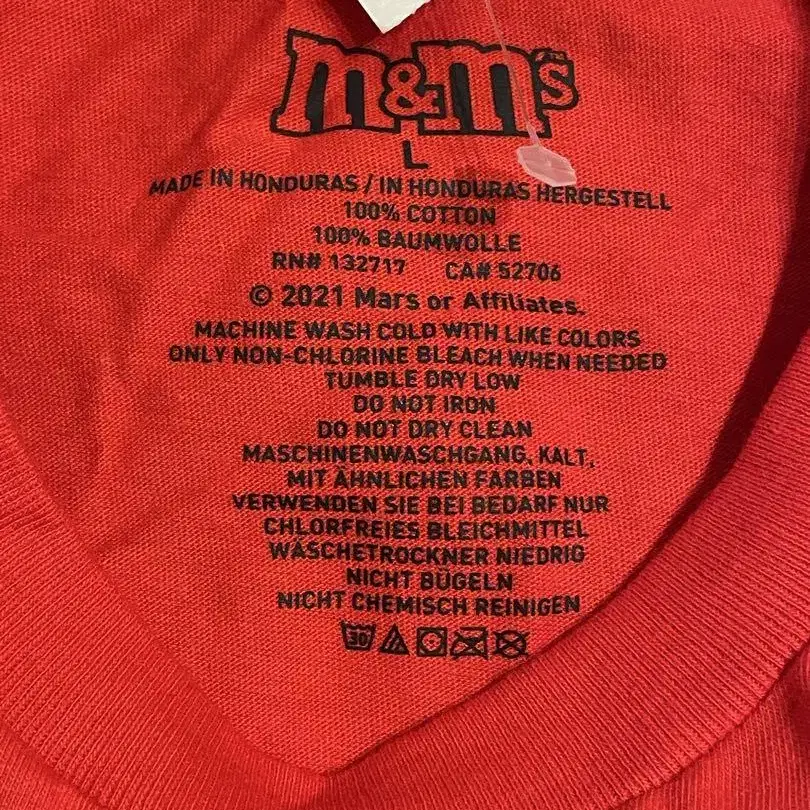 m&m's
L
MADE IN HONDURAS / IN HONDURAS HERGESTELL
100% COTTON
100% BAUMWOLLE
RN# 132717 CA# 52706
© 2021 Mars or Affiliates.
MACHINE WASH COLD WITH LIKE COLORS
ONLY NON-CHLORINE BLEACH WHEN NEEDED
TUMBLE DRY LOW
DO NOT IRON
DO NOT DRY CLEAN
MASCHINENWASCHGANG, KALT,
MIT ÄHNLICHEN FARBEN
VERWENDEN SIE BEI BEDARF NUR
CHLORFREIES BLEICHMITTEL
WÄSCHETROCKNER NIEDRIG
NICHT BÜGELN
NICHT CHEMISCH REINIGEN
30